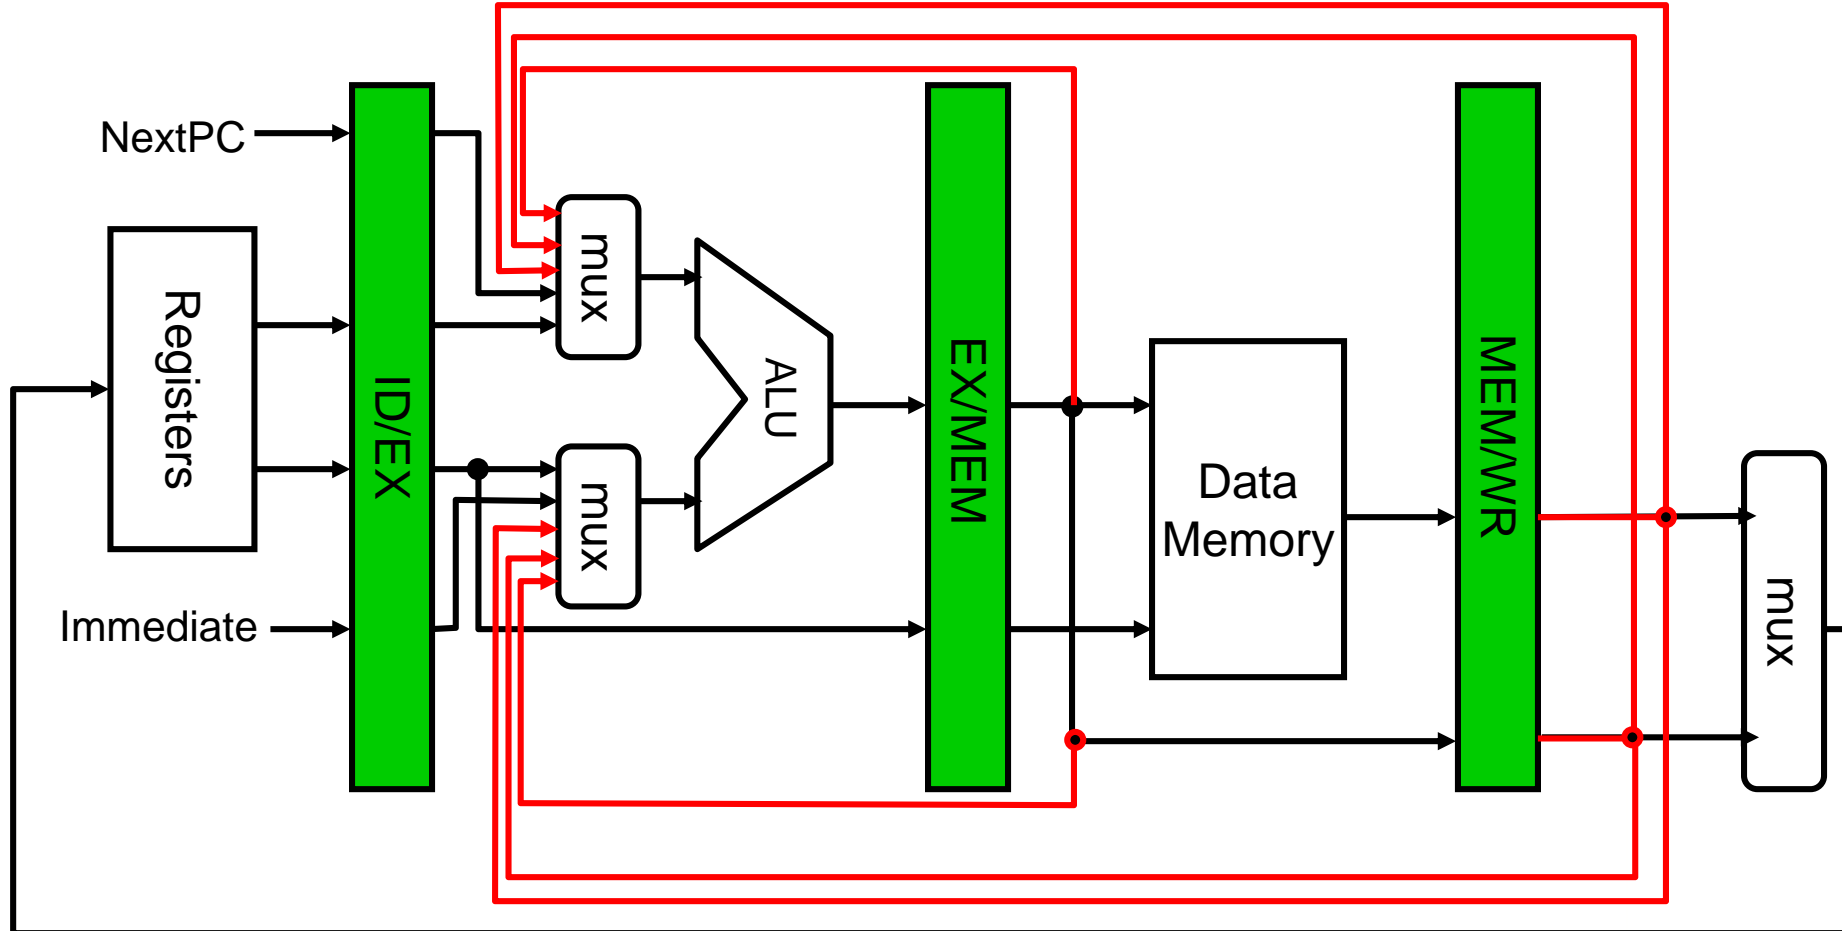 NextPC
Registers
Immediate
ID/EX
mux
mux
ALU
EX/MEM
Data
Memory
MEM/WR
mux